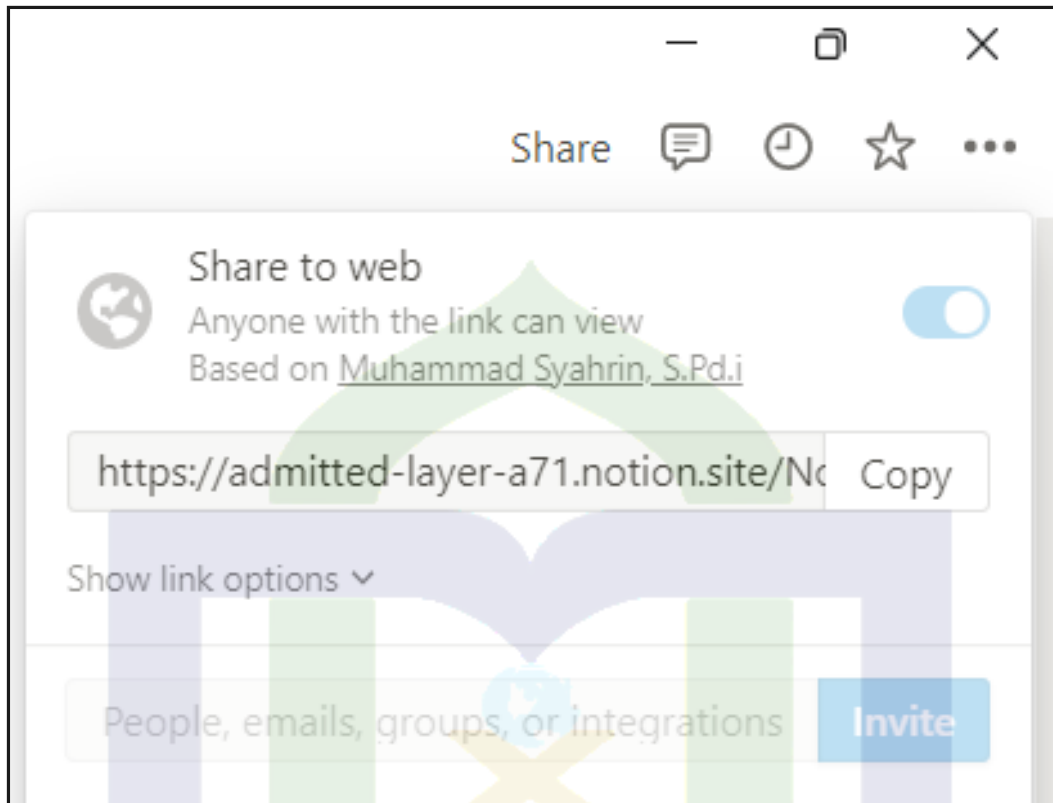 Share
Share to web
Anyone with the link can view
Based on Muhammad Syahrin, S.Pd.i
https://admitted-layer-a71.notion.site/No Copy
Show link options
People, emails, groups, or integrations Invite